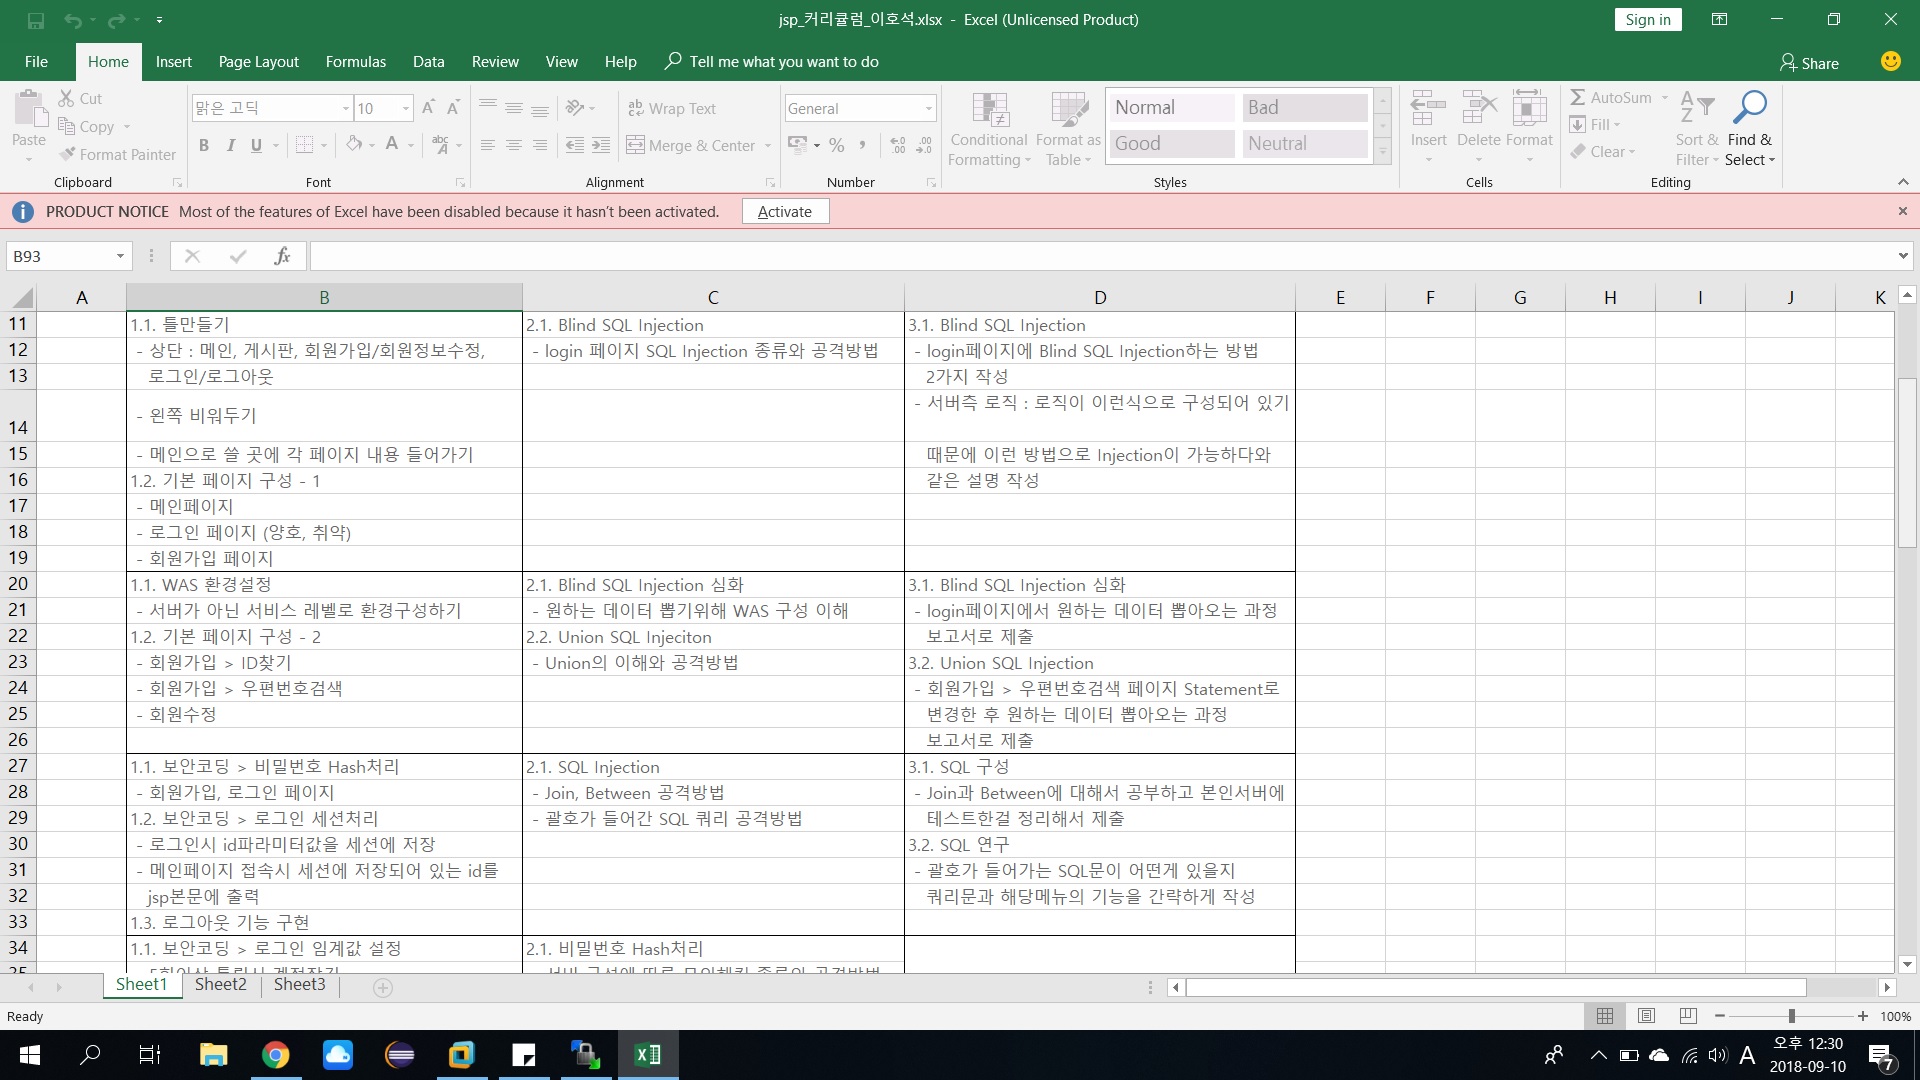 jsp_커리큘럼_이호석.xlsx - Excel (Unlicensed Product)
Sign in
File Home Insert Page Layout Formulas Data Review View Help Tell me what you want to do
Share
Paste
Cut
Copy
Format Painter
Clipboard
맑은 고딕 10
B I U
abc
Font
Wrap Text
Merge & Center
Alignment
General
%
Number
Conditional Formatting
Format as Table
Normal Bad
Good Neutral
Styles
Insert Delete Format
Cells
AutoSum
Fill
Clear
Sort & Filter
Find & Select
Editing
PRODUCT NOTICE Most of the features of Excel have been disabled because it hasn't been activated. Activate
B93 fx
A B C D E F G H I J K
11 1.1. 틀만들기 2.1. Blind SQL Injection 3.1. Blind SQL Injection
12 - 상단 : 메인, 게시판, 회원가입/회원정보수정, - login 페이지 SQL Injection 종류와 공격방법 - login페이지에 Blind SQL Injection하는 방법
13 로그인/로그아웃 2가지 작성
14 - 왼쪽 비워두기 - 서버측 로직 : 로직이 이런식으로 구성되어 있기
15 - 메인으로 쓸 곳에 각 페이지 내용 들어가기 때문에 이런 방법으로 Injection이 가능하다와
16 1.2. 기본 페이지 구성 - 1 같은 설명 작성
17 - 메인페이지
18 - 로그인 페이지 (양호, 취약)
19 - 회원가입 페이지
20 1.1. WAS 환경설정 2.1. Blind SQL Injection 심화 3.1. Blind SQL Injection 심화
21 - 서버가 아닌 서비스 레벨로 환경구성하기 - 원하는 데이터 뽑기위해 WAS 구성 이해 - login페이지에서 원하는 데이터 뽑아오는 과정
22 1.2. 기본 페이지 구성 - 2 2.2. Union SQL Injeciton 보고서로 제출
23 - 회원가입 > ID찾기 - Union의 이해와 공격방법 3.2. Union SQL Injection
24 - 회원가입 > 우편번호검색 - 회원가입 > 우편번호검색 페이지 Statement로
25 - 회원수정 변경한 후 원하는 데이터 뽑아오는 과정
26 보고서로 제출
27 1.1. 보안코딩 > 비밀번호 Hash처리 2.1. SQL Injection 3.1. SQL 구성
28 - 회원가입, 로그인 페이지 - Join, Between 공격방법 - Join과 Between에 대해서 공부하고 본인서버에
29 1.2. 보안코딩 > 로그인 세션처리 - 괄호가 들어간 SQL 쿼리 공격방법 테스트한걸 정리해서 제출
30 - 로그인시 id파라미터값을 세션에 저장 3.2. SQL 연구
31 - 메인페이지 접속시 세션에 저장되어 있는 id를 - 괄호가 들어가는 SQL문이 어떤게 있을지
32 jsp본문에 출력 쿼리문과 해당메뉴의 기능을 간략하게 작성
33 1.3. 로그아웃 기능 구현
34 1.1. 보안코딩 > 로그인 임계값 설정 2.1. 비밀번호 Hash처리
Sheet1 Sheet2 Sheet3
Ready
100%
A
오후 12:30
2018-09-10
7